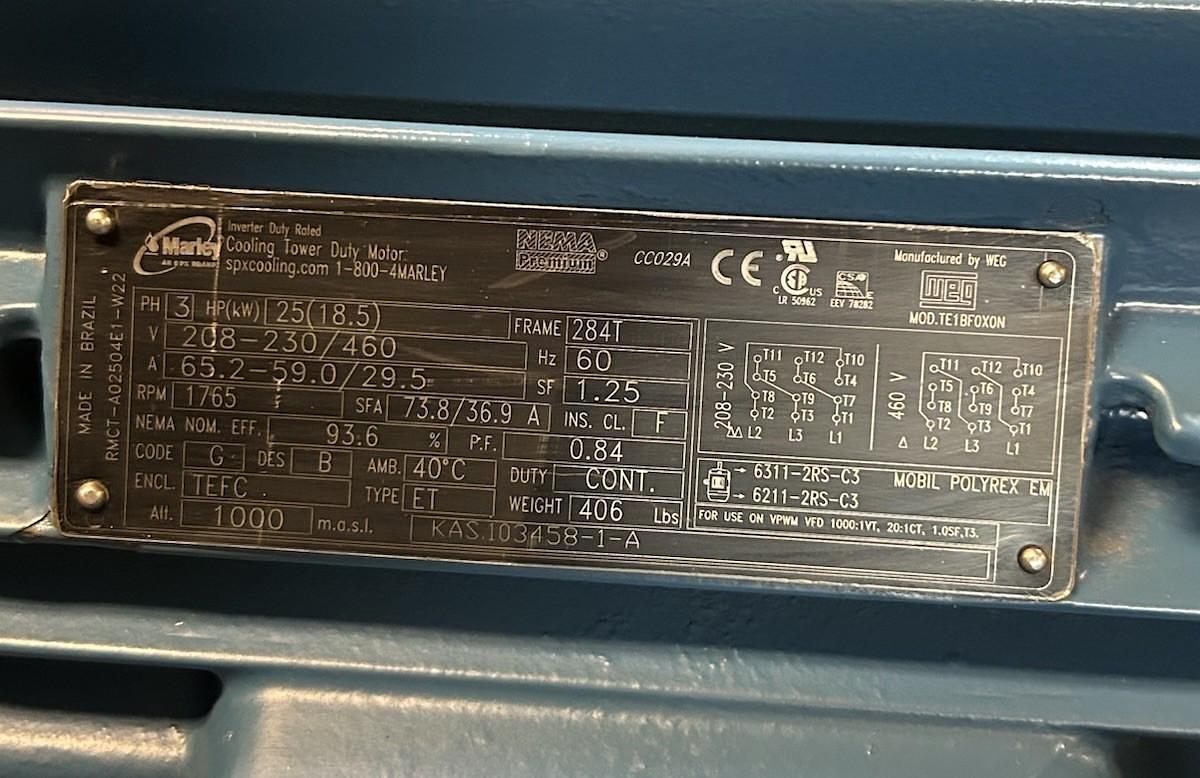 Marley
Inverter Duty Rated
Cooling Tower Duty Motor:
spxcooling.com 1-800-4MARLEY
NEMA
Premium®
CC029A
CE
c UL us
LR 50962
CSA
EEV 78282
Manufactured by WEG
WEG
MOD.TE1BF0X0N
MADE IN BRAZIL
RMCT-A02504E1-W22
PH 3 HP(kW) 25(18.5) FRAME 284T
V 208-230/460 Hz 60
A 65.2-59.0/29.5 SF 1.25
RPM 1765 SFA 73.8/36.9 A INS. CL. F
NEMA NOM. EFF. 93.6 % P.F. 0.84
CODE G DES B AMB. 40°C DUTY CONT.
ENCL. TEFC TYPE ET WEIGHT 406 Lbs
Alt. 1000 m.a.s.l. KAS.103458-1-A
208-230 V
T11 T12 T10
T5 T6 T4
T8 T9 T7
T2 T3 T1
L2 L3 L1
460 V
T11 T12 T10
T5 T6 T4
T8 T9 T7
T2 T3 T1
Δ L2 L3 L1
→ 6311-2RS-C3 MOBIL POLYREX EM
→ 6211-2RS-C3
FOR USE ON VPWM VFD 1000:1VT, 20:1CT, 1.0SF,T3.